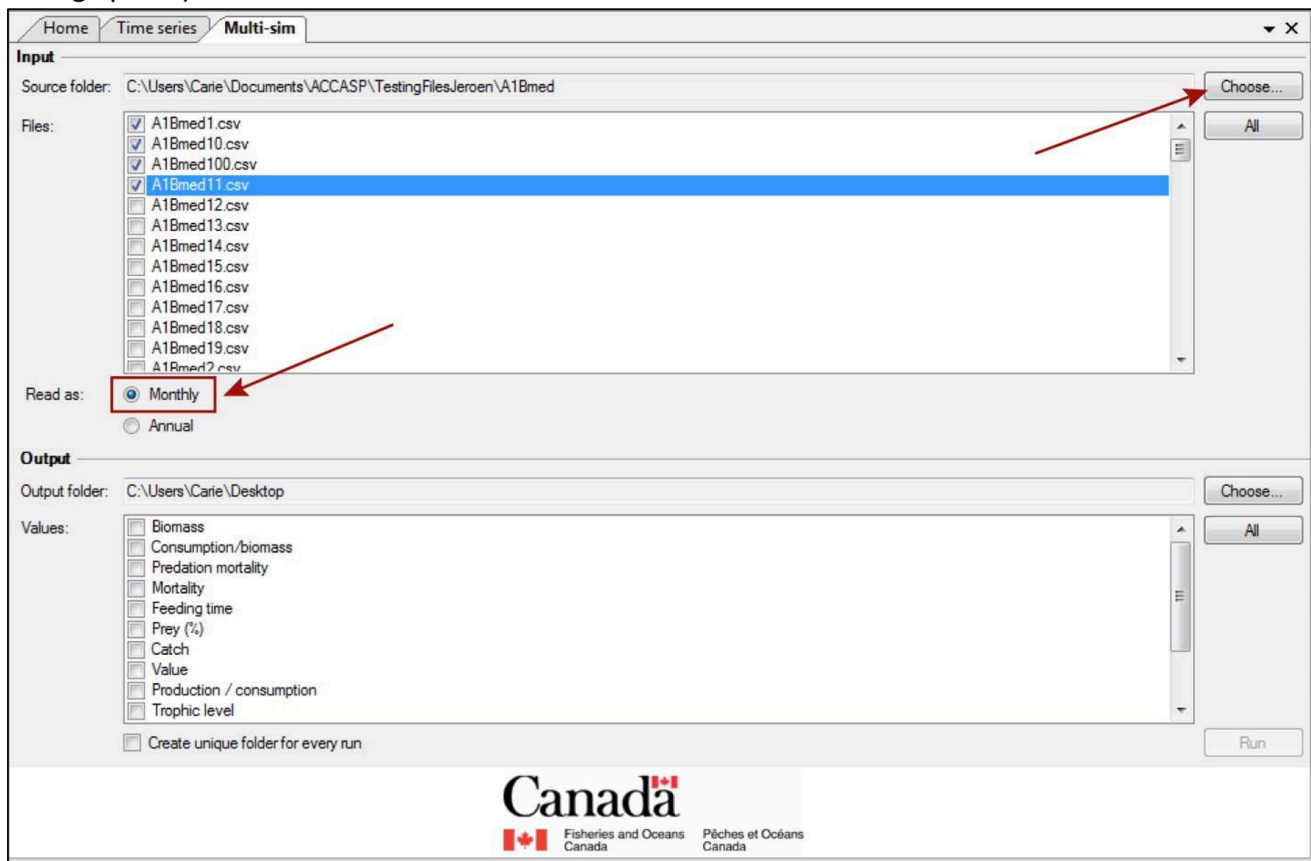 Home Time series Multi-sim
Input
Source folder: C:\Users\Carie\Documents\ACCASP\TestingFilesJeroen\A1Bmed Choose...
Files: A1Bmed1.csv All
A1Bmed10.csv
A1Bmed100.csv
A1Bmed11.csv
A1Bmed12.csv
A1Bmed13.csv
A1Bmed14.csv
A1Bmed15.csv
A1Bmed16.csv
A1Bmed17.csv
A1Bmed18.csv
A1Bmed19.csv
A1Bmed2.csv
Read as: Monthly
Annual
Output
Output folder: C:\Users\Carie\Desktop Choose...
Values: Biomass All
Consumption/biomass
Predation mortality
Mortality
Feeding time
Prey (%)
Catch
Value
Production / consumption
Trophic level
Create unique folder for every run Run
Canada
Fisheries and Oceans Pêches et Océans
Canada Canada